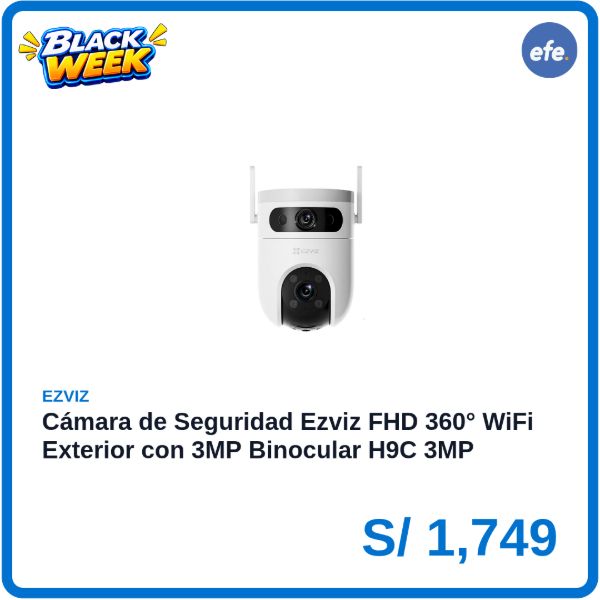 BLACK
WEEK
efe.
EZVIZ
EZVIZ
Cámara de Seguridad Ezviz FHD 360° WiFi
Exterior con 3MP Binocular H9C 3MP
S/ 1,749